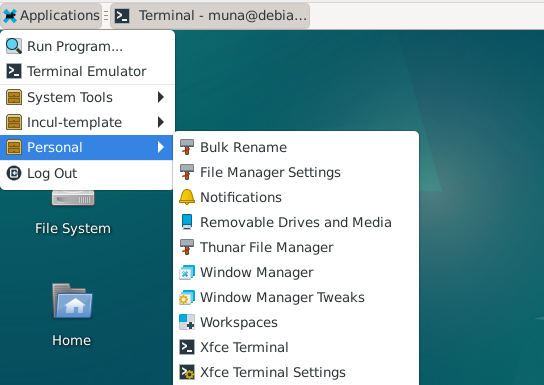 Applications
Terminal - muna@debia...
Run Program...
Terminal Emulator
System Tools
Incul-template
Personal
Log Out
Bulk Rename
File Manager Settings
Notifications
Removable Drives and Media
Thunar File Manager
Window Manager
Window Manager Tweaks
Workspaces
Xfce Terminal
Xfce Terminal Settings
File System
Home